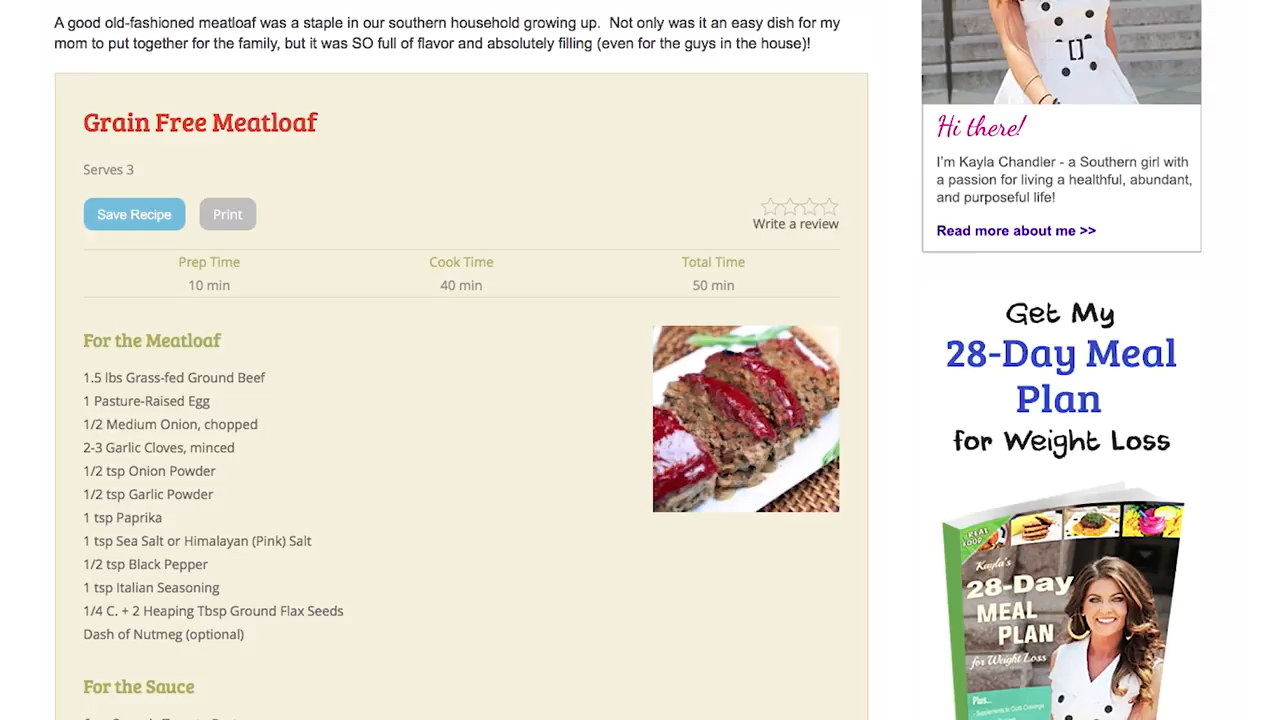 A good old-fashioned meatloaf was a staple in our southern household growing up.  Not only was it an easy dish for my
mom to put together for the family, but it was SO full of flavor and absolutely filling (even for the guys in the house)!
Grain Free Meatloaf
Serves 3
Save Recipe
Print
Write a review
Prep Time
Cook Time
Total Time
10 min
40 min
50 min
For the Meatloaf
1.5 lbs Grass-fed Ground Beef
1 Pasture-Raised Egg
1/2 Medium Onion, chopped
2-3 Garlic Cloves, minced
1/2 tsp Onion Powder
1/2 tsp Garlic Powder
1 tsp Paprika
1 tsp Sea Salt or Himalayan (Pink) Salt
1/2 tsp Black Pepper
1 tsp Italian Seasoning
1/4 C. + 2 Heaping Tbsp Ground Flax Seeds
Dash of Nutmeg (optional)
For the Sauce
Hi there!
I'm Kayla Chandler - a Southern girl with
a passion for living a healthful, abundant,
and purposeful life!
Read more about me >>
Get My
28-Day Meal
Plan
for Weight Loss
REAL
FOOD
Kayla's
28-Day
MEAL
PLAN
for Weight Loss
Plus...
- Supplements to Curb Cravings